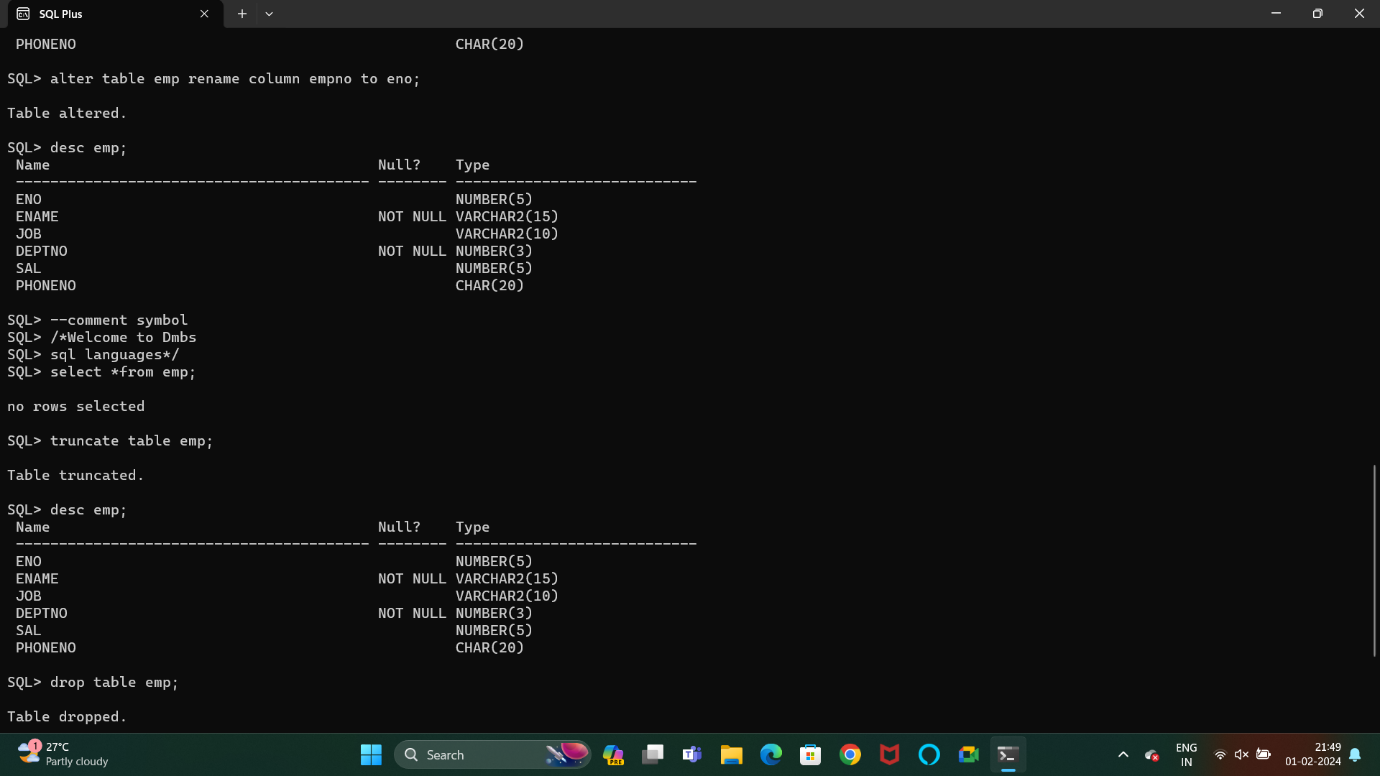 SQL Plus
PHONENO CHAR(20)
SQL> alter table emp rename column empno to eno;
Table altered.
SQL> desc emp;
Name Null? Type
----------------------------------------- -------- ----------------------------
ENO NUMBER(5)
ENAME NOT NULL VARCHAR2(15)
JOB VARCHAR2(10)
DEPTNO NOT NULL NUMBER(3)
SAL NUMBER(5)
PHONENO CHAR(20)
SQL> --comment symbol
SQL> /*Welcome to Dmbs
SQL> sql languages*/
SQL> select *from emp;
no rows selected
SQL> truncate table emp;
Table truncated.
SQL> desc emp;
Name Null? Type
----------------------------------------- -------- ----------------------------
ENO NUMBER(5)
ENAME NOT NULL VARCHAR2(15)
JOB VARCHAR2(10)
DEPTNO NOT NULL NUMBER(3)
SAL NUMBER(5)
PHONENO CHAR(20)
SQL> drop table emp;
Table dropped.
1
27°C
Partly cloudy
Search
PRE
ENG
IN
21:49
01-02-2024